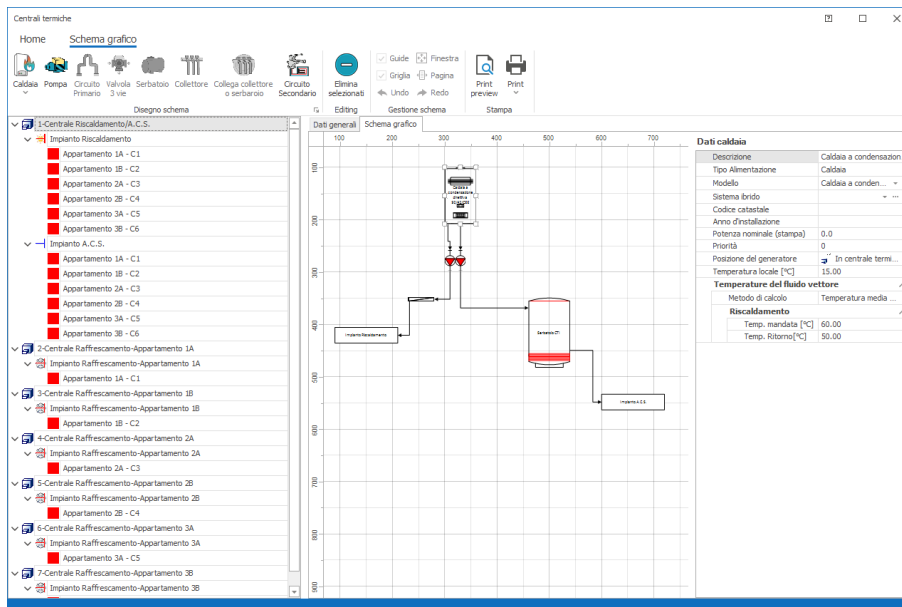 Centrali termiche
Home Schema grafico
Caldaia Pompa Circuito Primario Valvola 3 vie Serbatoio Collettore Collega collettore o serbaroio Circuito Secondario
Disegno schema
Elimina selezionati
Editing
Guide Finestra
Griglia Pagina
Undo Redo
Gestione schema
Print preview Print
Stampa
1-Centrale Riscaldamento/A.C.S.
Impianto Riscaldamento
Appartamento 1A - C1
Appartamento 1B - C2
Appartamento 2A - C3
Appartamento 2B - C4
Appartamento 3A - C5
Appartamento 3B - C6
Impianto A.C.S.
Appartamento 1A - C1
Appartamento 1B - C2
Appartamento 2A - C3
Appartamento 2B - C4
Appartamento 3A - C5
Appartamento 3B - C6
2-Centrale Raffrescamento-Appartamento 1A
Impianto Raffrescamento-Appartamento 1A
Appartamento 1A - C1
3-Centrale Raffrescamento-Appartamento 1B
Impianto Raffrescamento-Appartamento 1B
Appartamento 1B - C2
4-Centrale Raffrescamento-Appartamento 2A
Impianto Raffrescamento-Appartamento 2A
Appartamento 2A - C3
5-Centrale Raffrescamento-Appartamento 2B
Impianto Raffrescamento-Appartamento 2B
Appartamento 2B - C4
6-Centrale Raffrescamento-Appartamento 3A
Impianto Raffrescamento-Appartamento 3A
Appartamento 3A - C5
7-Centrale Raffrescamento-Appartamento 3B
Impianto Raffrescamento-Appartamento 3B
Dati generali Schema grafico
100 200 300 400 500 600 700
100
200
300
400
500
600
700
800
900
Caldaia a
condensazione
Impianto Riscaldamento
Serbatoio CT1
Impianto A.C.S.
Dati caldaia
Descrizione Caldaia a condensazion
Tipo Alimentazione Caldaia
Modello Caldaia a conden...
Sistema ibrido ...
Codice catastale
Anno d'installazione
Potenza nominale (stampa) 0.0
Priorità 0
Posizione del generatore In centrale termi...
Temperatura locale [°C] 15.00
Temperature del fluido vettore
Metodo di calcolo Temperatura media ...
Riscaldamento
Temp. mandata [°C] 60.00
Temp. Ritorno[°C] 50.00